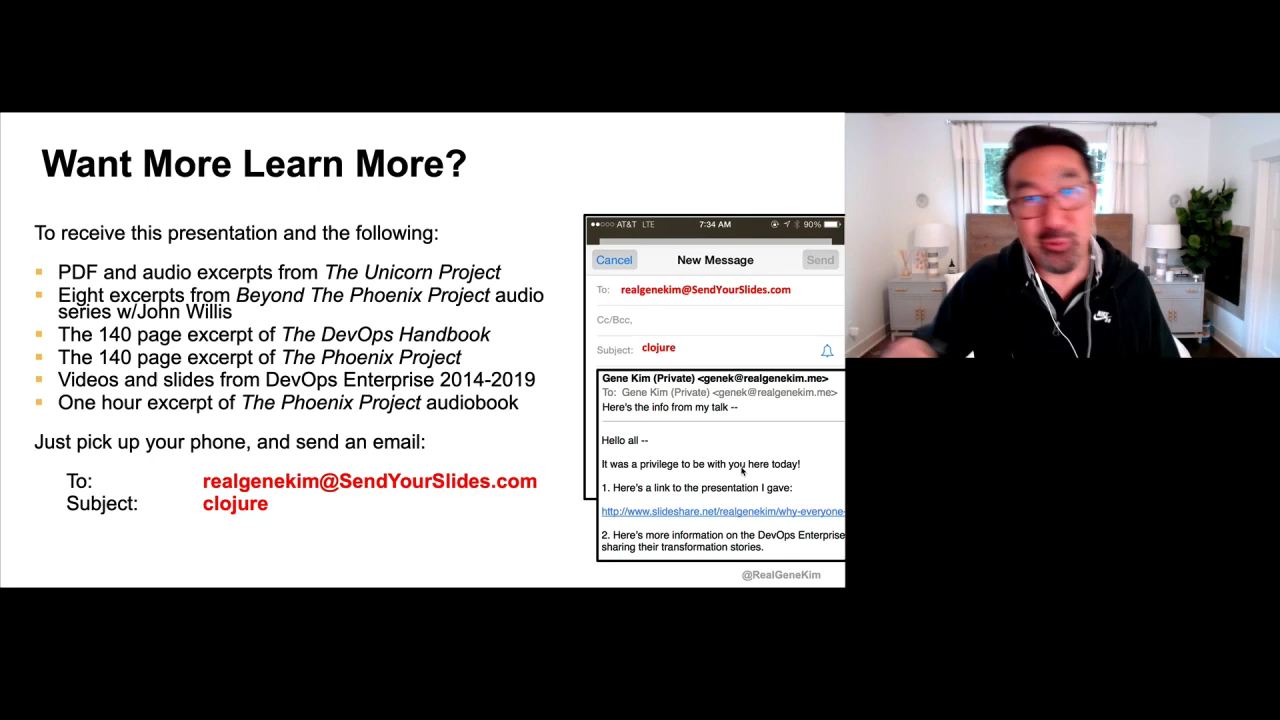 Want More Learn More?
To receive this presentation and the following:
PDF and audio excerpts from The Unicorn Project
Eight excerpts from Beyond The Phoenix Project audio
series w/John Willis
The 140 page excerpt of The DevOps Handbook
The 140 page excerpt of The Phoenix Project
Videos and slides from DevOps Enterprise 2014-2019
One hour excerpt of The Phoenix Project audiobook
Just pick up your phone, and send an email:
To: realgenekim@SendYourSlides.com
Subject: clojure
AT&T LTE 7:34 AM 90%
Cancel New Message Send
To: realgenekim@SendYourSlides.com
Cc/Bcc,
Subject: clojure
Gene Kim (Private) <genek@realgenekim.me>
To: Gene Kim (Private) <genek@realgenekim.me>
Here's the info from my talk --
Hello all --
It was a privilege to be with you here today!
1. Here's a link to the presentation I gave:
http://www.slideshare.net/realgenekim/why-everyone-
2. Here's more information on the DevOps Enterprise
sharing their transformation stories.
@RealGeneKim